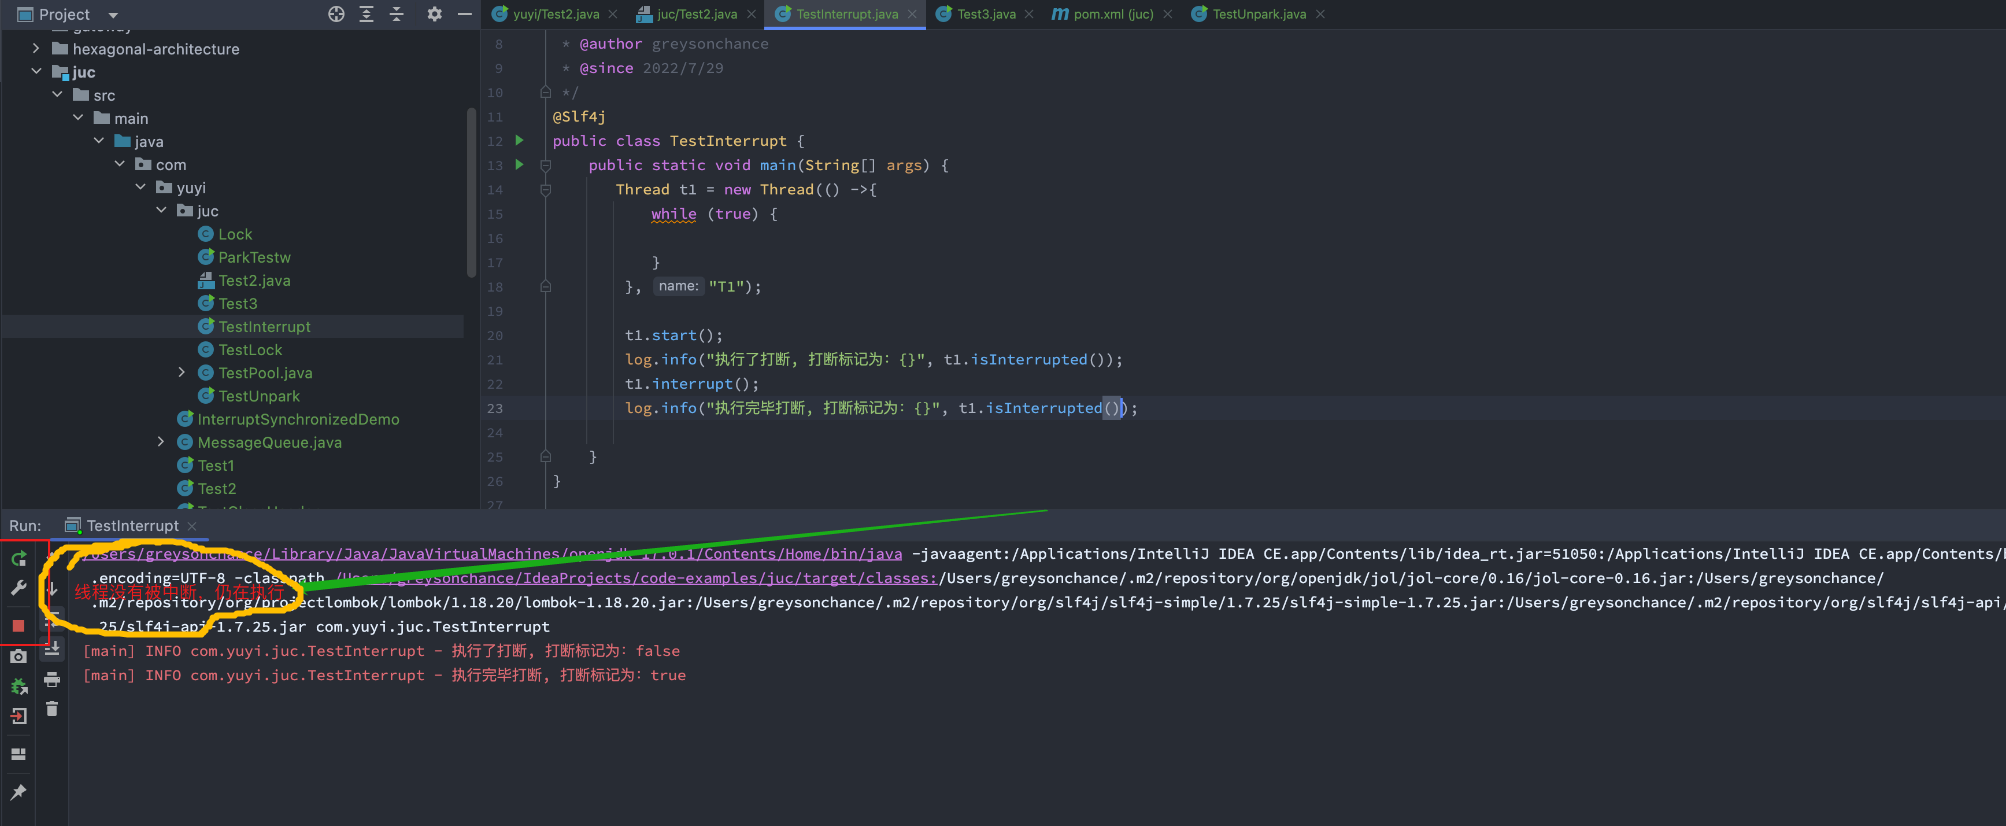 Project
yuyi/Test2.java
juc/Test2.java
TestInterrupt.java
Test3.java
pom.xml (juc)
TestUnpark.java
gateway
hexagonal-architecture
juc
src
main
java
com
yuyi
juc
Lock
ParkTestw
Test2.java
Test3
TestInterrupt
TestLock
TestPool.java
TestUnpark
InterruptSynchronizedDemo
MessageQueue.java
Test1
Test2
8 * @author greysonchance
9 * @since 2022/7/29
10 */
11 @Slf4j
12 public class TestInterrupt {
13 public static void main(String[] args) {
14 Thread t1 = new Thread(() ->{
15 while (true) {
16
17 }
18 }, name: "T1");
19
20 t1.start();
21 log.info("执行了打断, 打断标记为: {}", t1.isInterrupted());
22 t1.interrupt();
23 log.info("执行完毕打断, 打断标记为: {}", t1.isInterrupted());
24
25 }
26 }
27
Run: TestInterrupt
/Users/greysonchance/Library/Java/JavaVirtualMachines/openjdk-17.0.1/Contents/Home/bin/java -javaagent:/Applications/IntelliJ IDEA CE.app/Contents/lib/idea_rt.jar=51050:/Applications/IntelliJ IDEA CE.app/Contents/
.encoding=UTF-8 -classpath /Users/greysonchance/IdeaProjects/code-examples/juc/target/classes:/Users/greysonchance/.m2/repository/org/openjdk/jol/jol-core/0.16/jol-core-0.16.jar:/Users/greysonchance/
线程没有被中断，仍在执行
.m2/repository/org/projectlombok/lombok/1.18.20/lombok-1.18.20.jar:/Users/greysonchance/.m2/repository/org/slf4j/slf4j-simple/1.7.25/slf4j-simple-1.7.25.jar:/Users/greysonchance/.m2/repository/org/slf4j/slf4j-api/
.25/slf4j-api-1.7.25.jar com.yuyi.juc.TestInterrupt
[main] INFO com.yuyi.juc.TestInterrupt - 执行了打断, 打断标记为: false
[main] INFO com.yuyi.juc.TestInterrupt - 执行完毕打断, 打断标记为: true